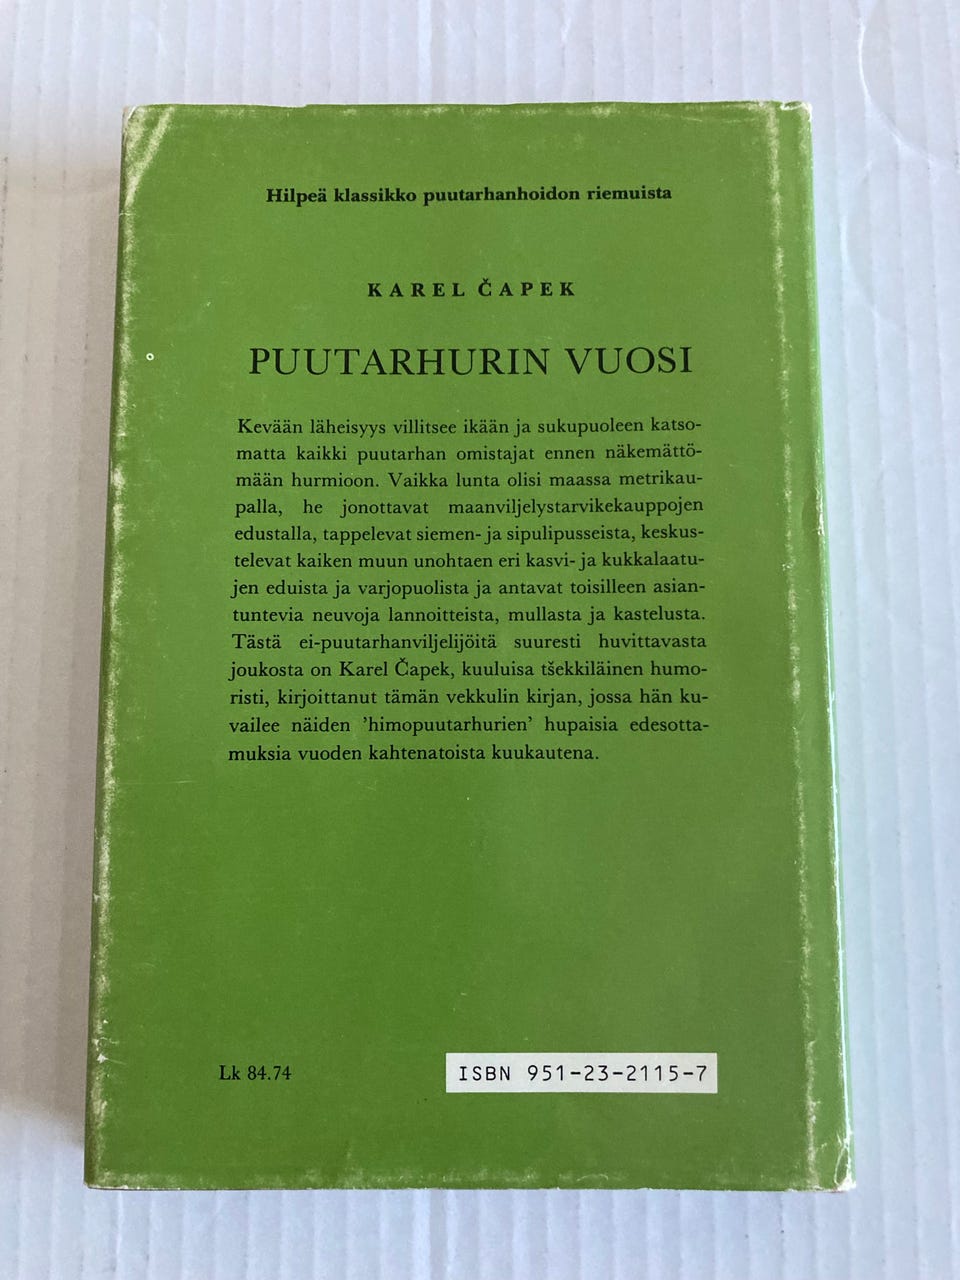 Hilpeä klassikko puutarhanhoidon riemuista
KAREL ČAPEK
PUUTARHURIN VUOSI
Kevään läheisyys villitsee ikään ja sukupuoleen katso-
matta kaikki puutarhan omistajat ennen näkemättö-
mään hurmioon. Vaikka lunta olisi maassa metrikau-
palla, he jonottavat maanviljelystarvikekauppojen
edustalla, tappelevat siemen- ja sipulipusseista, keskus-
televat kaiken muun unohtaen eri kasvi- ja kukkalaatu-
jen eduista ja varjopuolista ja antavat toisilleen asian-
tuntevia neuvoja lannoitteista, mullasta ja kastelusta.
Tästä ei-puutarhanviljelijöitä suuresti huvittavasta
joukosta on Karel Čapek, kuuluisa tšekkiläinen humo-
risti, kirjoittanut tämän vekkulin kirjan, jossa hän ku-
vailee näiden 'himopuutarhurien' hupaisia edesotta-
muksia vuoden kahtenatoista kuukautena.
Lk 84.74
ISBN 951-23-2115-7